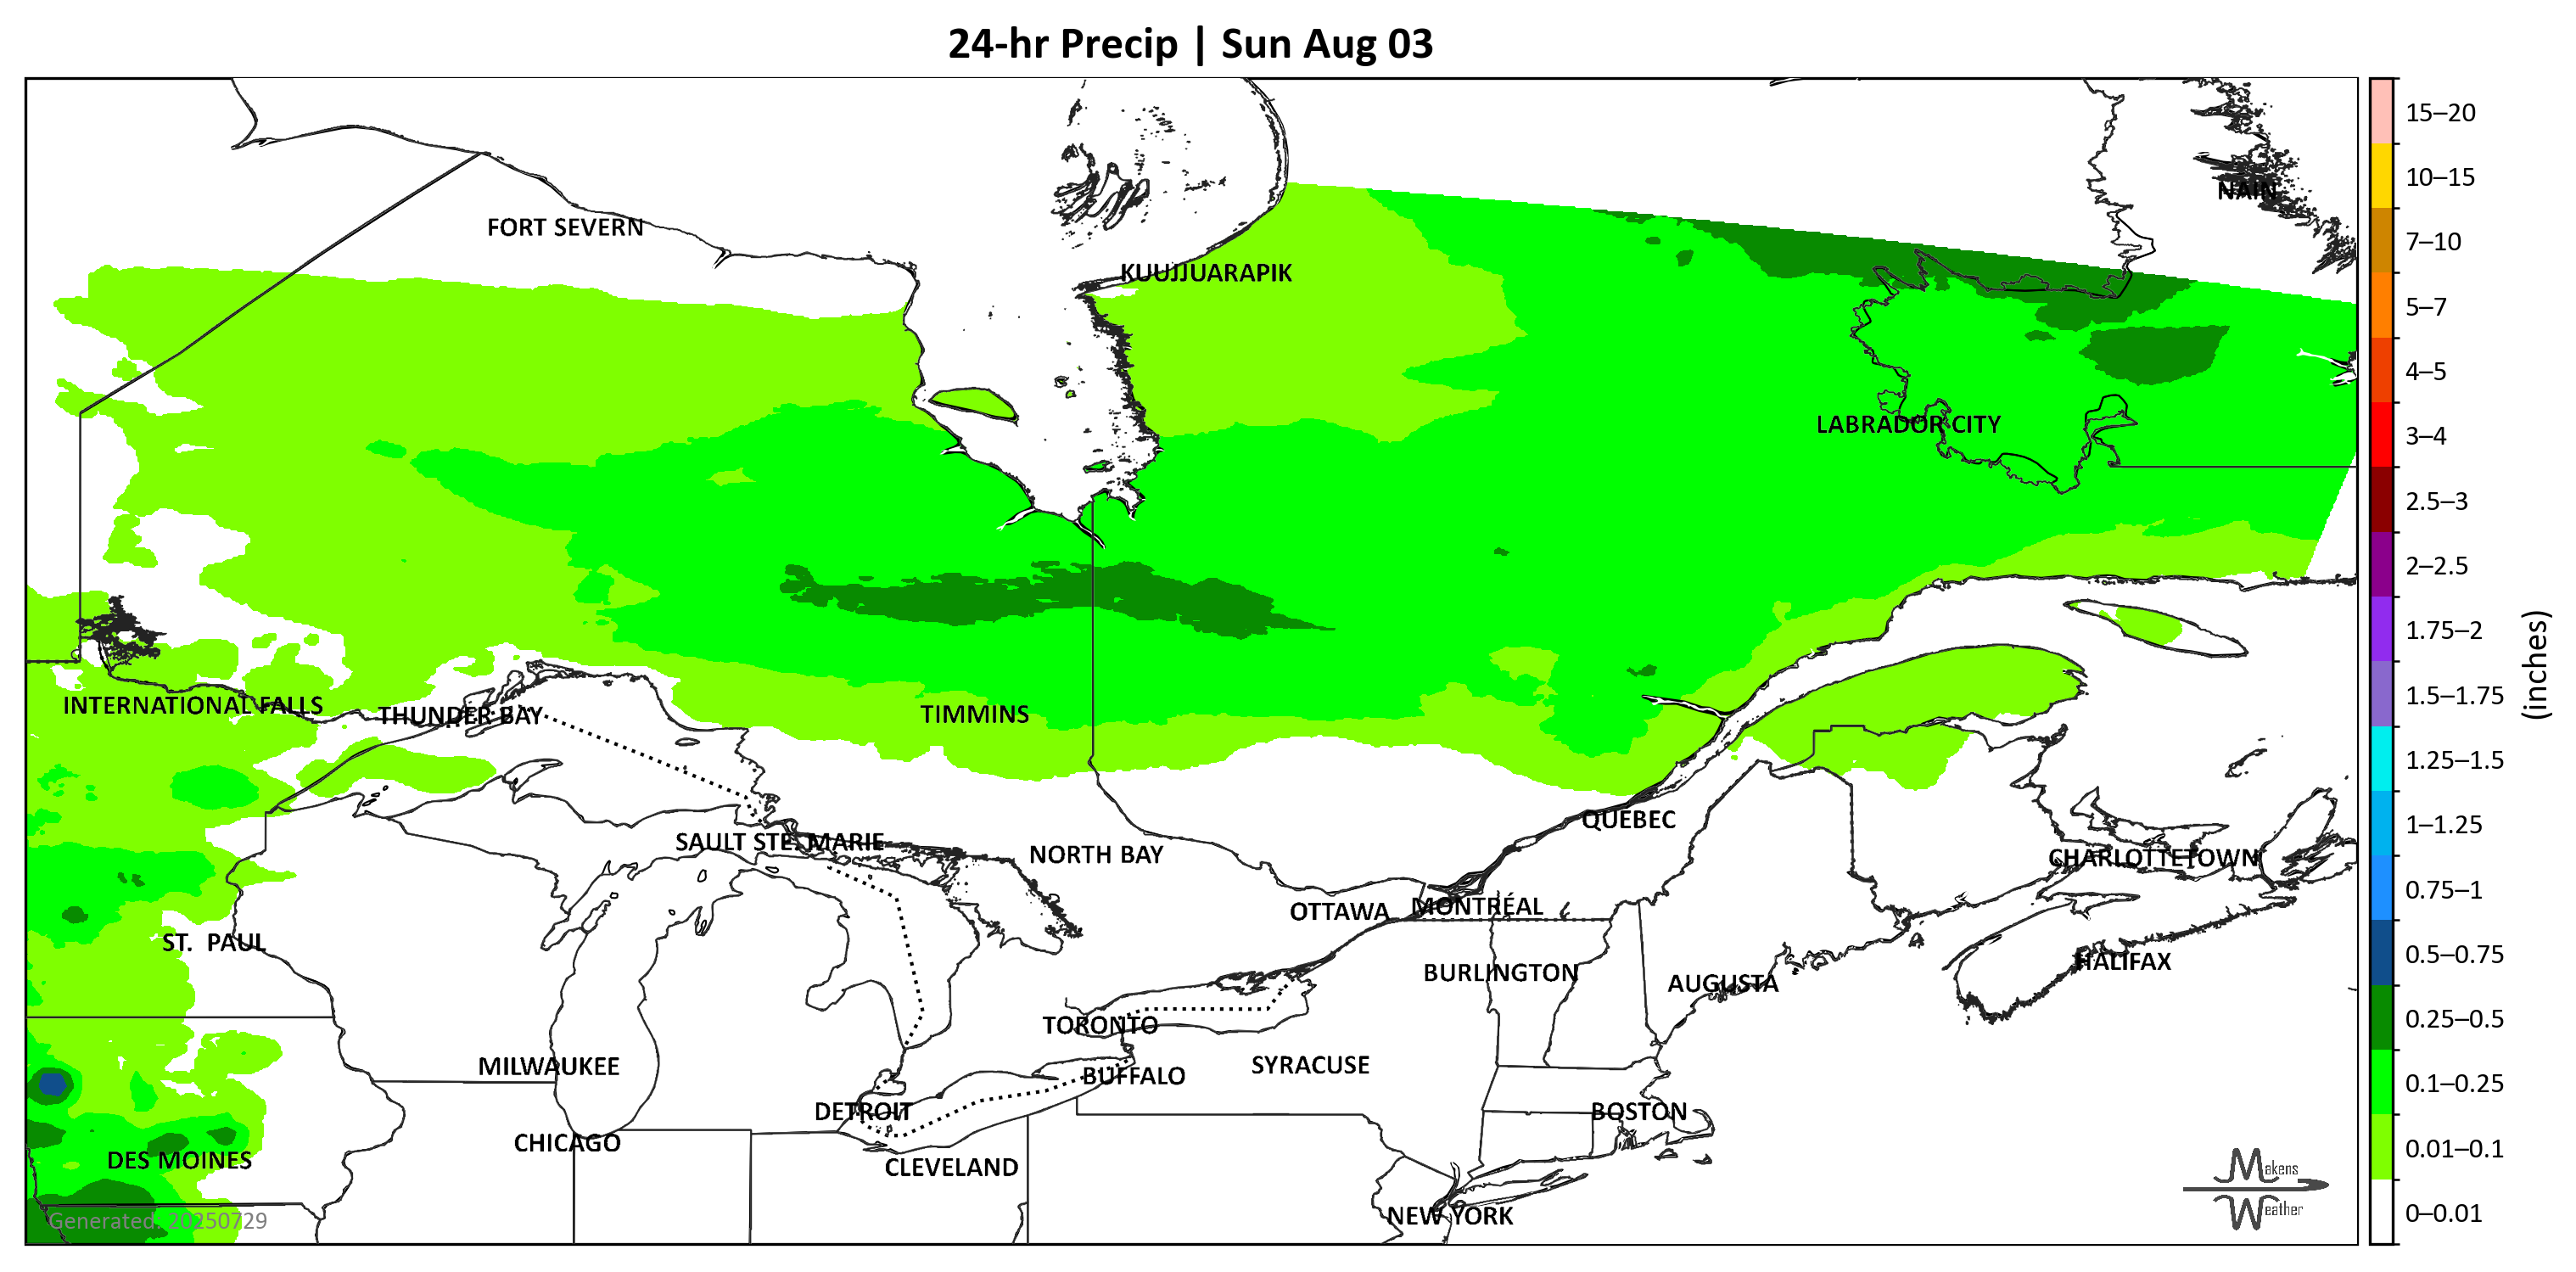 24-hr Precip | Sun Aug 03
NAIN
FORT SEVERN
KUUJJUARAPIK
LABRADOR CITY
INTERNATIONAL FALLS
THUNDER BAY
TIMMINS
QUÉBEC
SAULT STE. MARIE
NORTH BAY
CHARLOTTETOWN
OTTAWA
MONTRÉAL
ST. PAUL
HALIFAX
BURLINGTON
AUGUSTA
TORONTO
MILWAUKEE
SYRACUSE
BUFFALO
DETROIT
BOSTON
CHICAGO
DES MOINES
CLEVELAND
NEW YORK
Generated: 20250729
Makens
Weather
15–20
10–15
7–10
5–7
4–5
3–4
2.5–3
2–2.5
1.75–2
1.5–1.75
1.25–1.5
1–1.25
0.75–1
0.5–0.75
0.25–0.5
0.1–0.25
0.01–0.1
0–0.01
(inches)